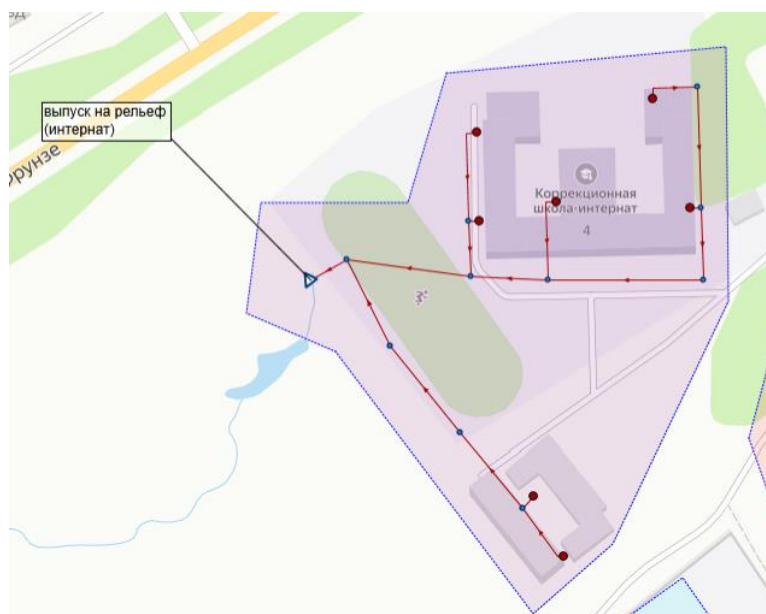 выпуск на рельеф
(интернат)
Фрунзе
Коррекционная
школа-интернат
4